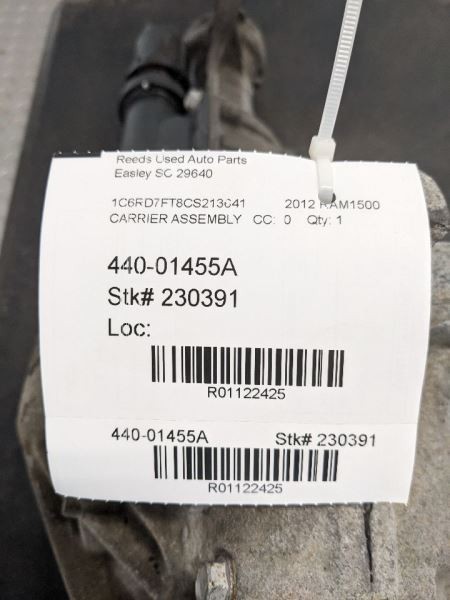 Reeds Used Auto Parts
Easley SC 29640
1C6RD7FT8CS213641 2012 RAM1500
CARRIER ASSEMBLY CC: 0 Qty: 1
440-01455A
Stk# 230391
Loc:
R01122425
440-01455A Stk# 230391
R01122425